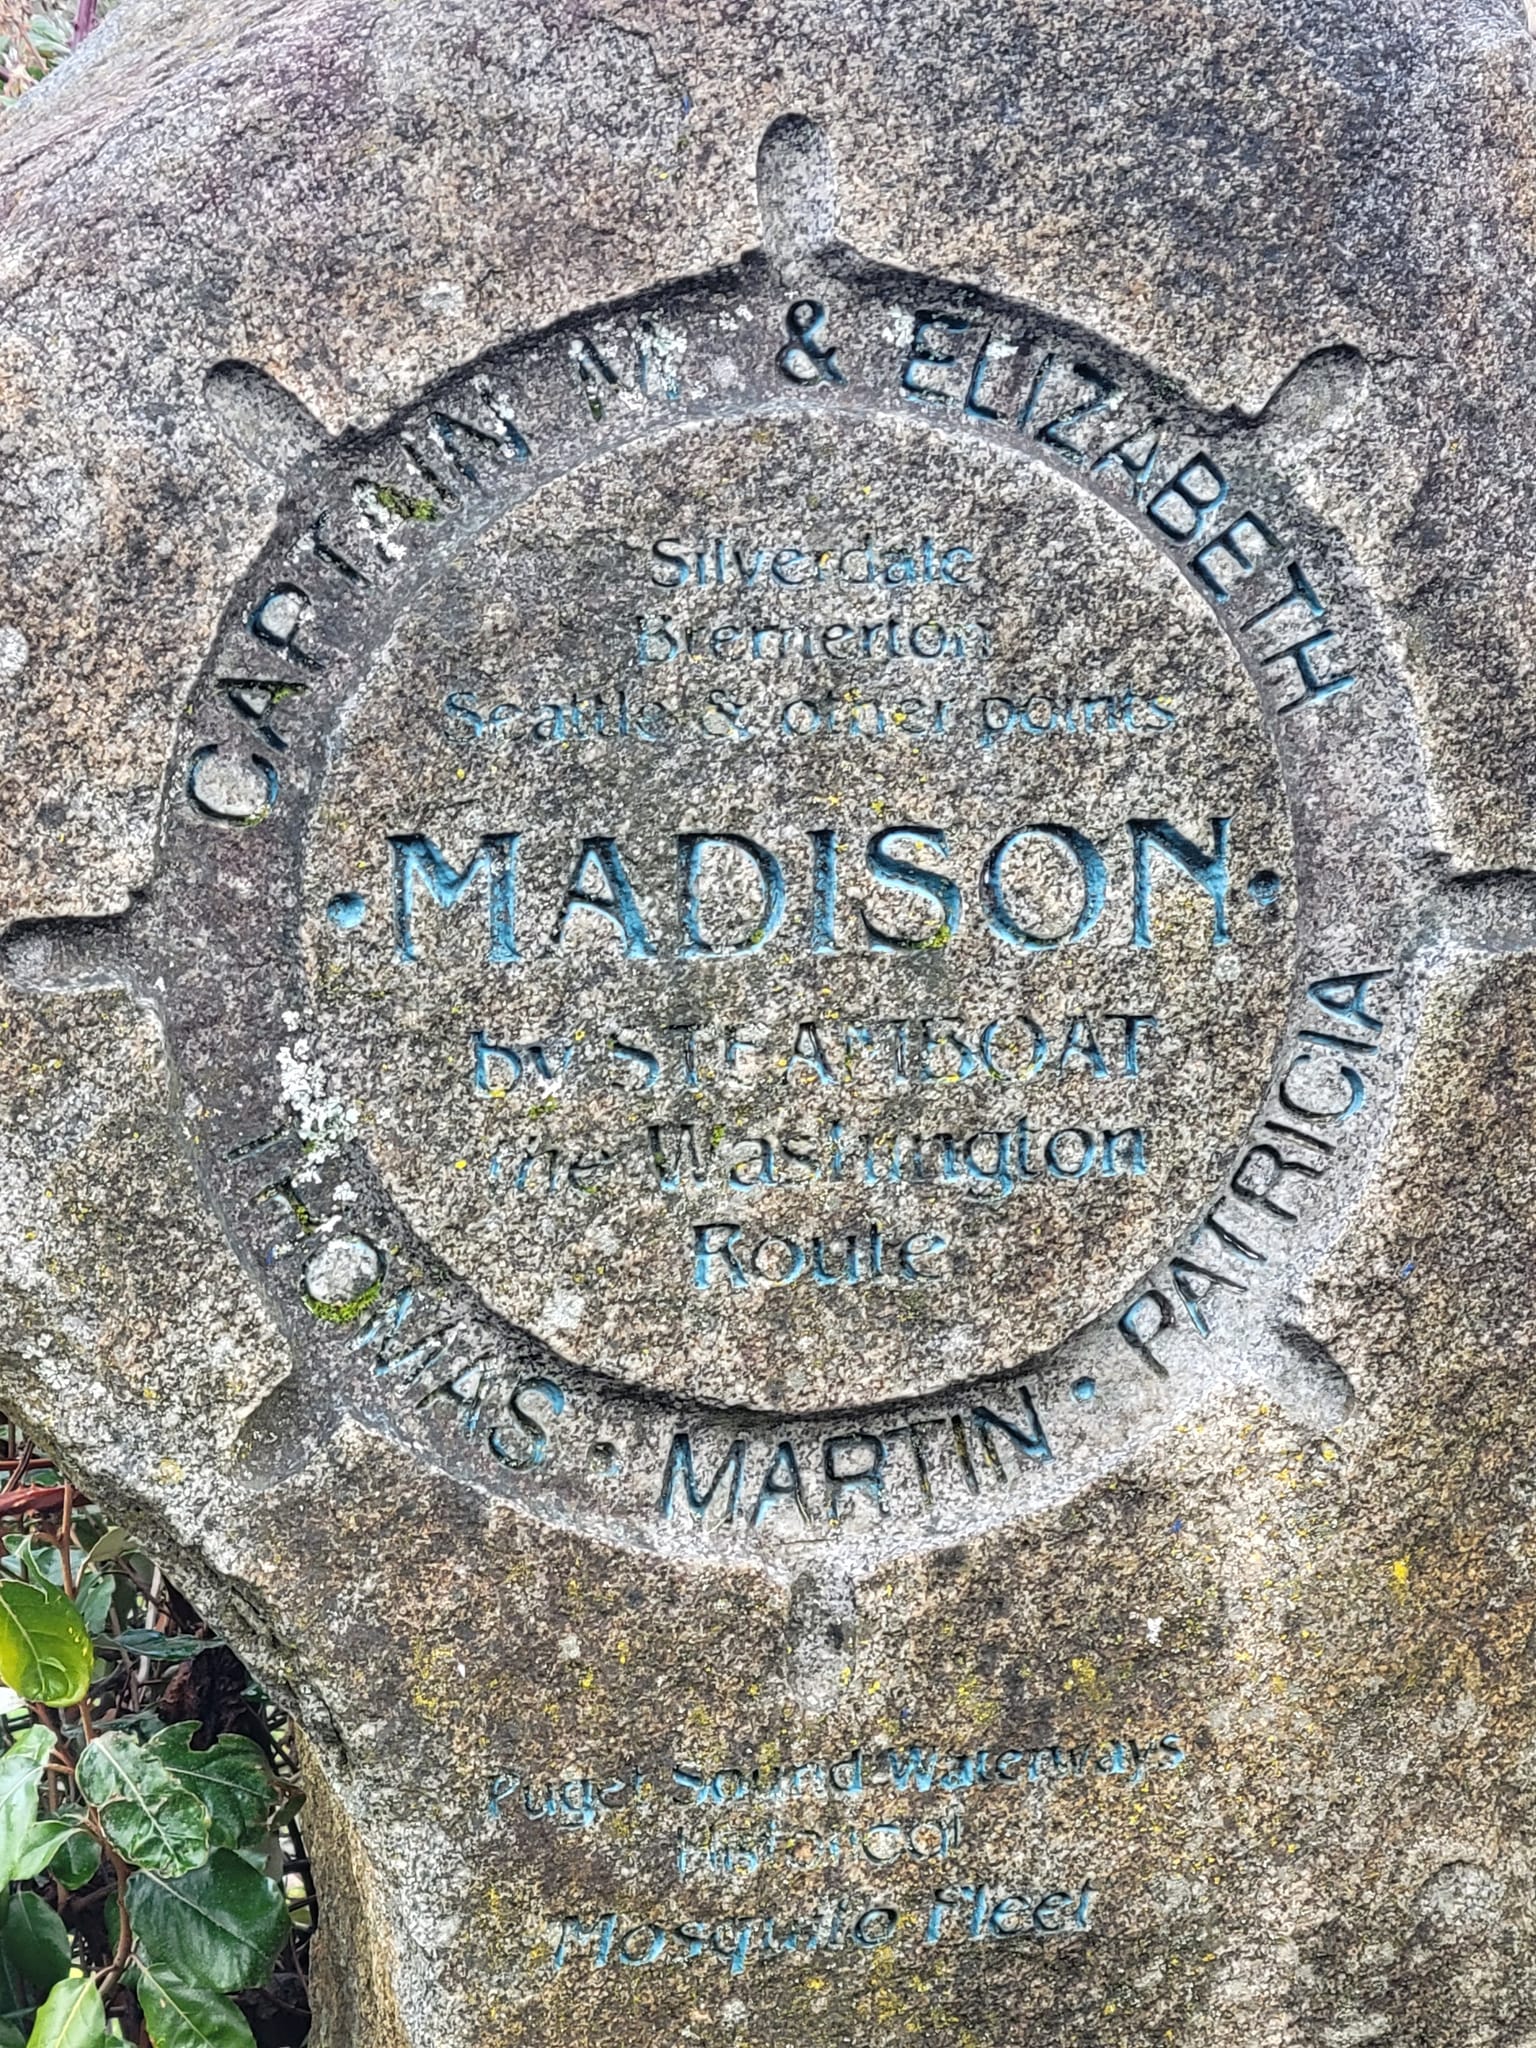 CAPTAIN M. & ELIZABETH
Silverdale
Bremerton
Seattle & other points
• MADISON •
by STEAMBOAT
the Washington
Route
THOMAS • MARTIN • PATRICIA
Puget Sound Waterways
Historical
Mosquito Fleet